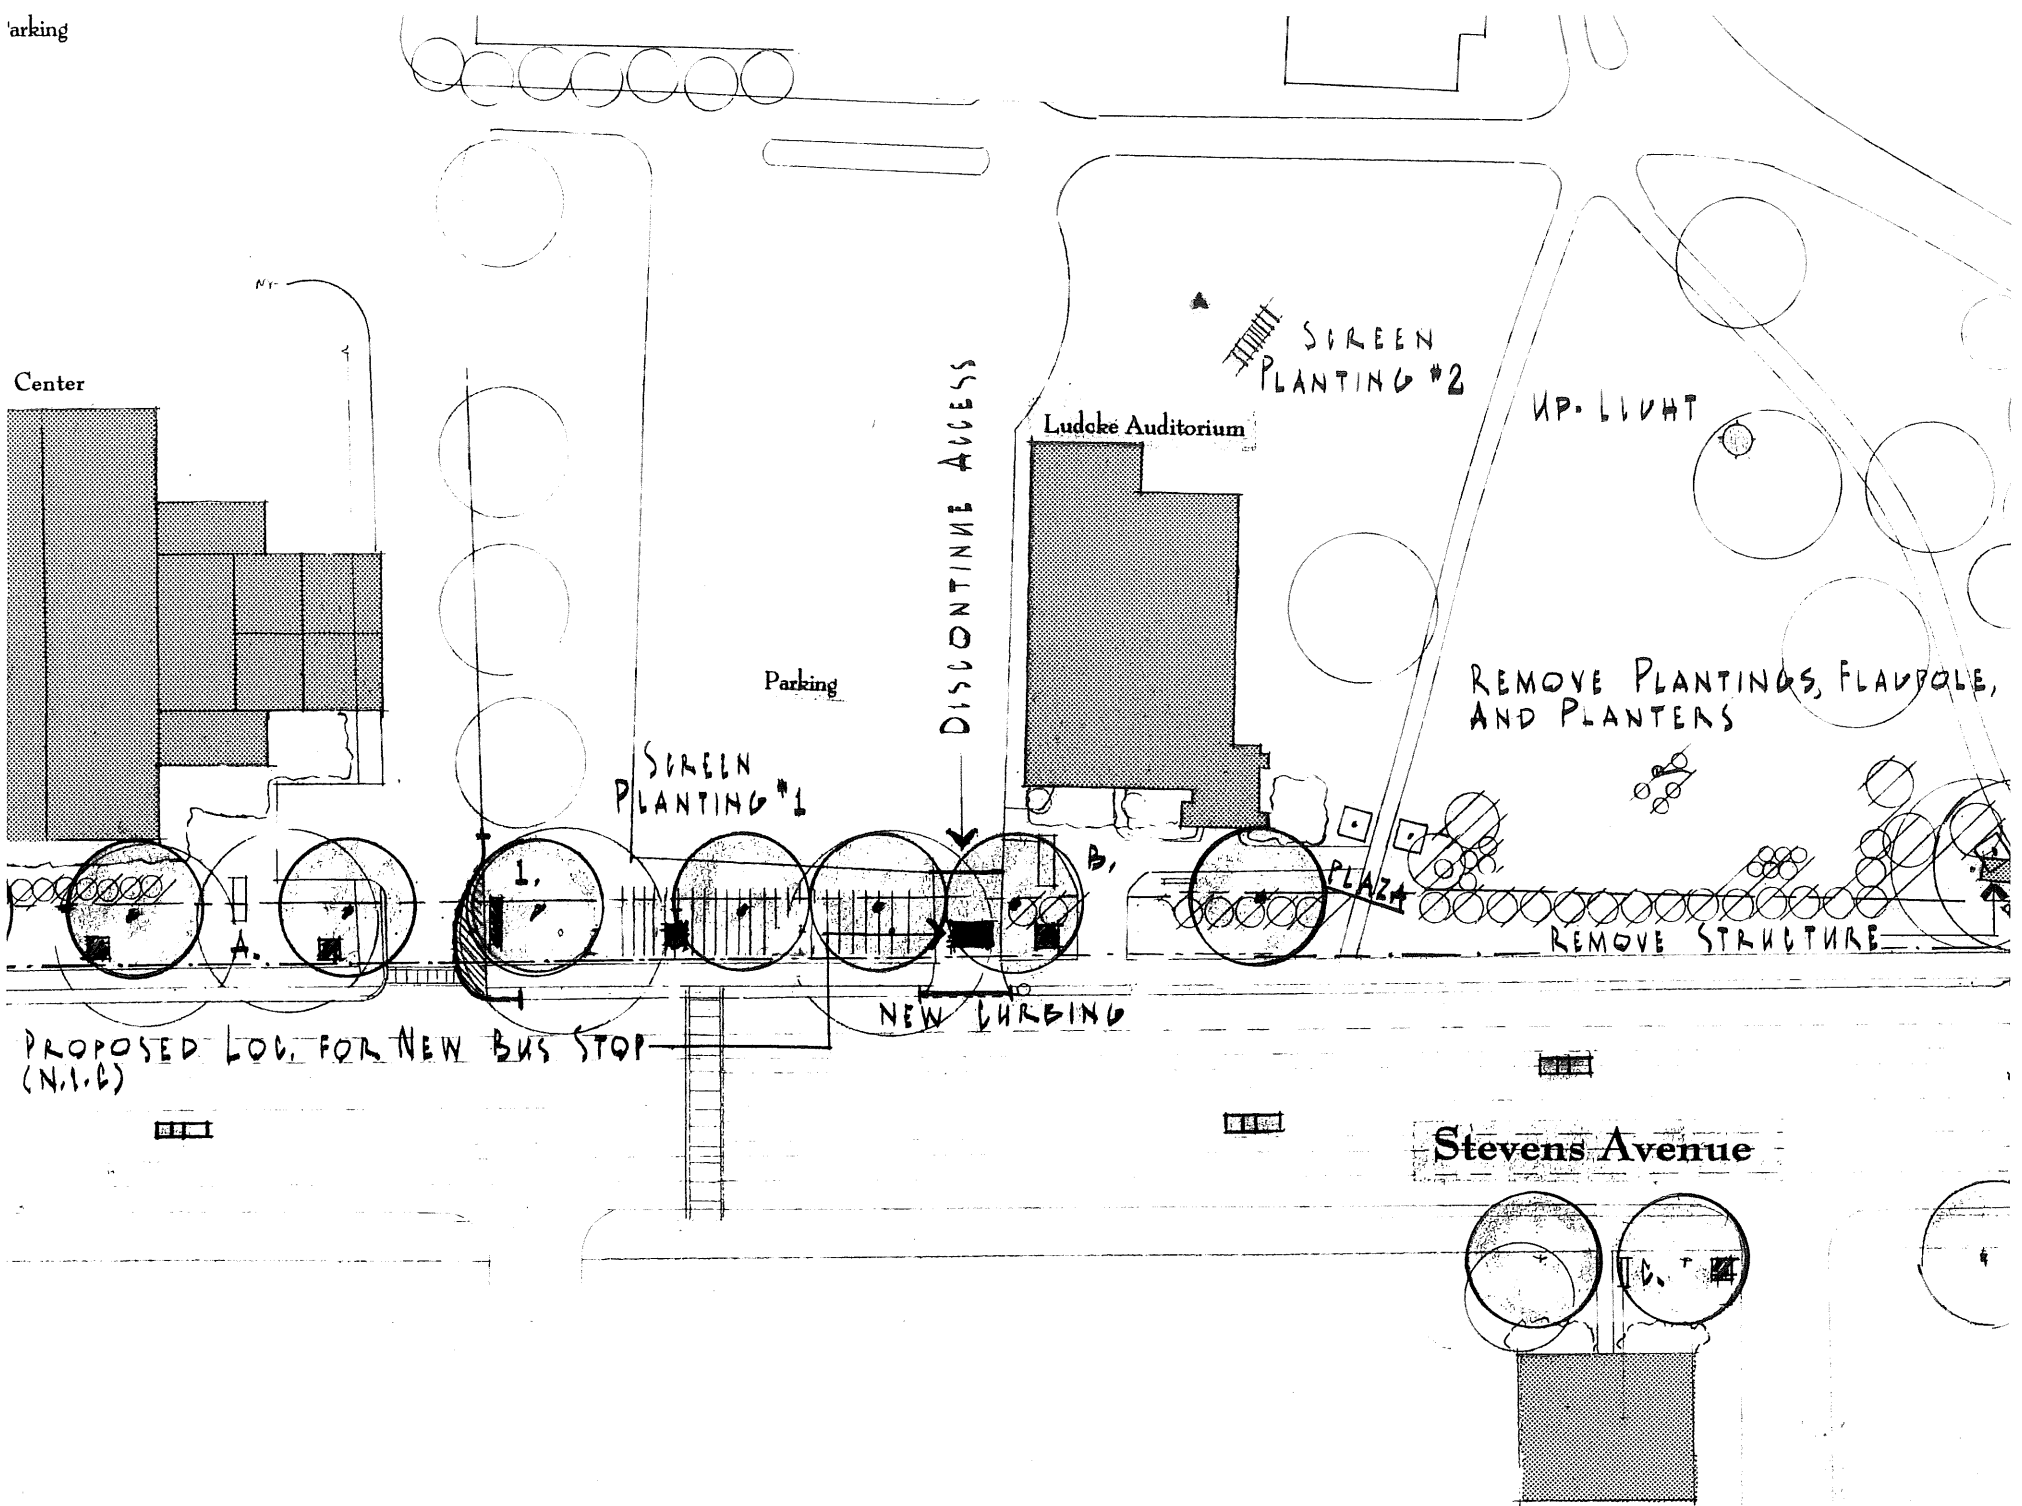 arking
Center
SCREEN
PLANTING #2
UP-LIGHT
DISCONTINUE ACCESS
Ludcke Auditorium
Parking
REMOVE PLANTINGS, FLAGPOLE,
AND PLANTERS
SCREEN
PLANTING #1
1.
B.
PLAZA
A.
REMOVE STRUCTURE
NEW CURBING
PROPOSED LOC. FOR NEW BUS STOP
(N.I.C)
Stevens Avenue
C.